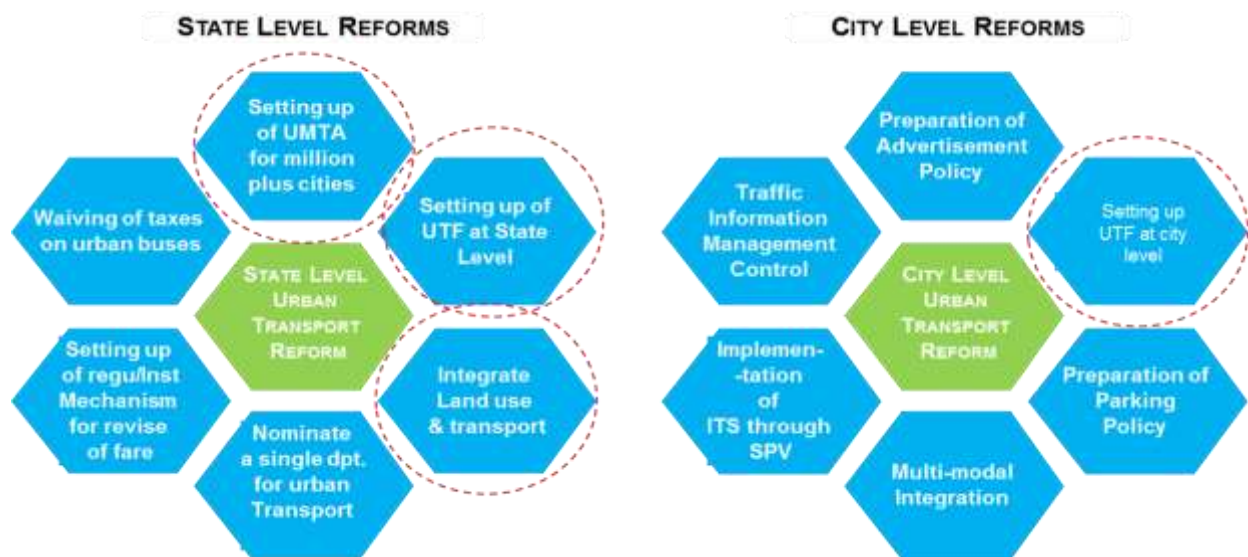 STATE LEVEL REFORMS
Setting up
of UMTA
for million
plus cities
Setting up of
UTF at State
Level
Integrate
Land use
& transport
Nominate
a single dpt.
for urban
Transport
Setting up
of regu/Inst
Mechanism
for revise
of fare
Waiving of taxes
on urban buses
STATE LEVEL
URBAN
TRANSPORT
REFORM
CITY LEVEL REFORMS
Preparation of
Advertisement
Policy
Setting up
UTF at city
level
Preparation of
Parking
Policy
Multi-modal
Integration
Implemen-
-tation
of
ITS through
SPV
Traffic
Information
Management
Control
CITY LEVEL
URBAN
TRANSPORT
REFORM